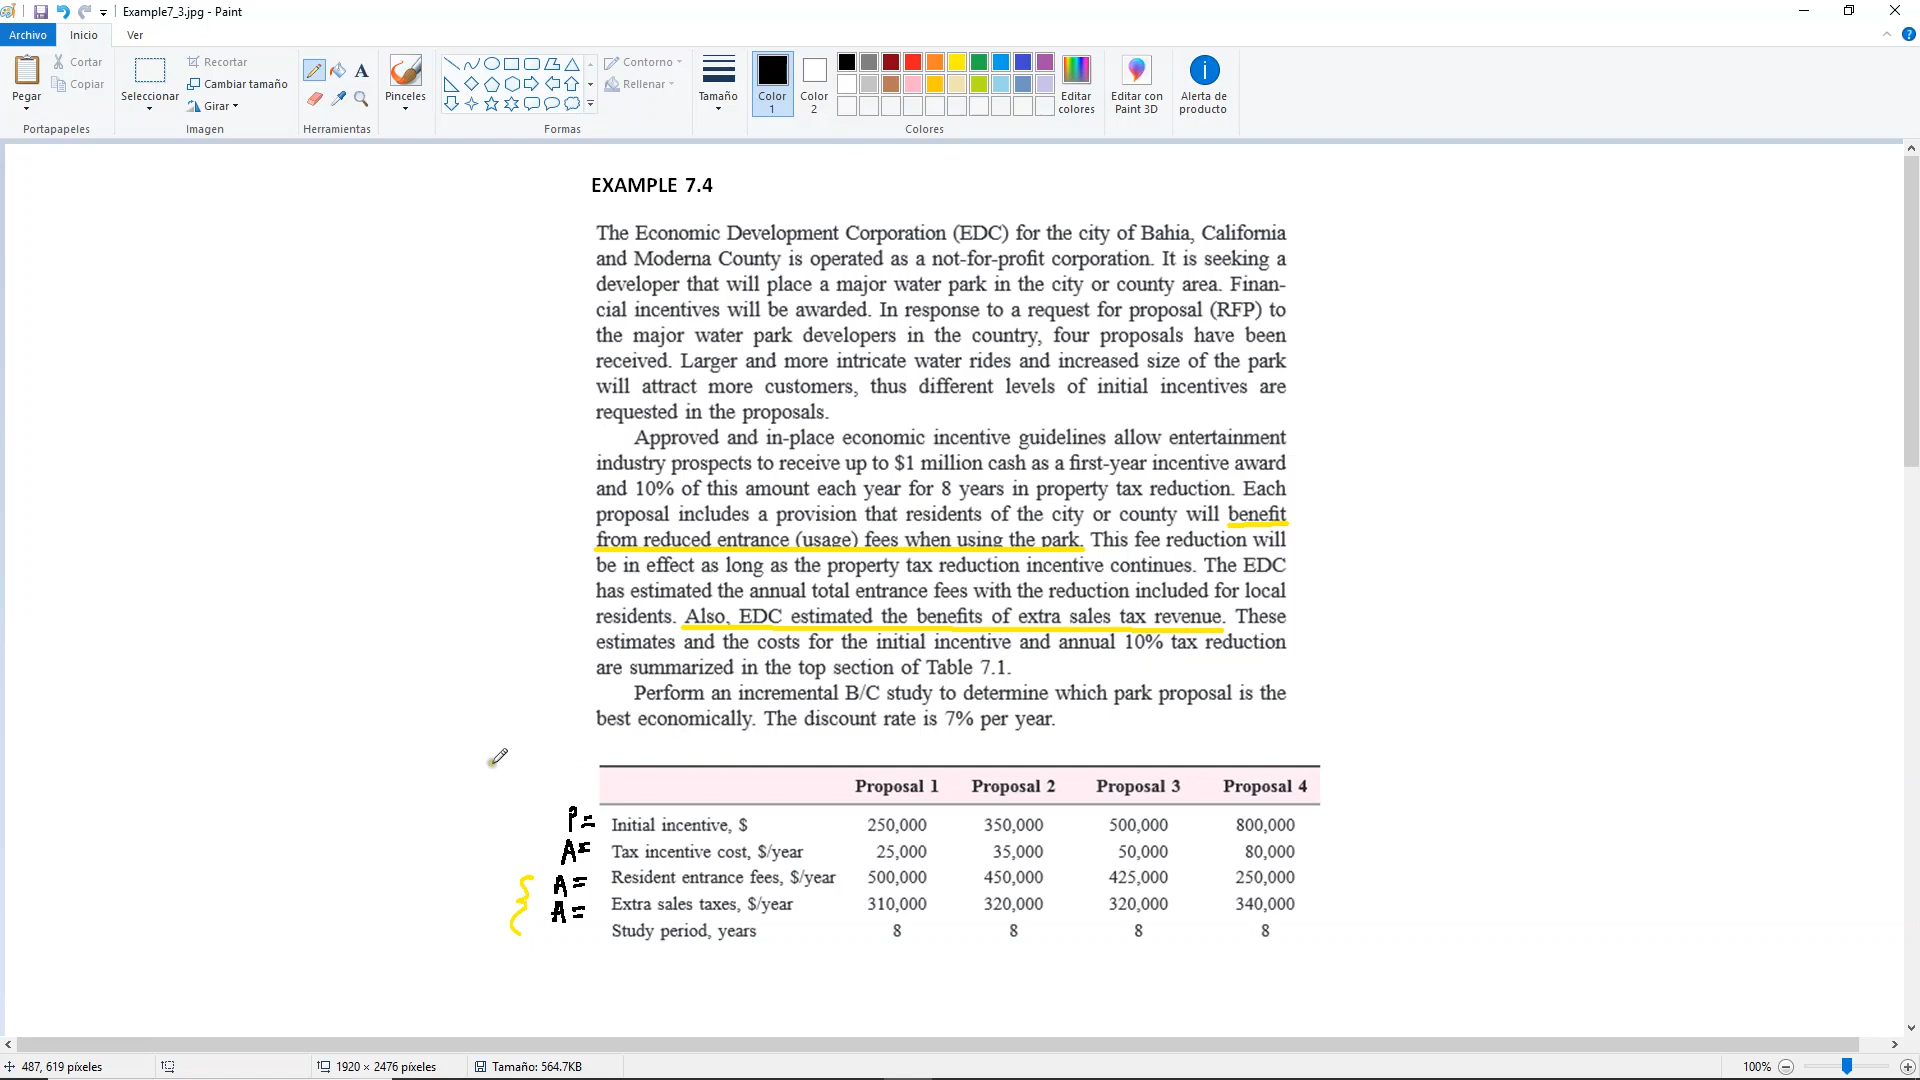 Example7_3.jpg - Paint
Archivo Inicio Ver
Pegar
Cortar
Copiar
Portapapeles
Seleccionar
Recortar
Cambiar tamaño
Girar
Imagen
A
Herramientas
Pinceles
Contorno
Rellenar
Formas
Tamaño
Color 1
Color 2
Editar colores
Colores
Editar con Paint 3D
Alerta de producto
EXAMPLE 7.4
The Economic Development Corporation (EDC) for the city of Bahia, California
and Moderna County is operated as a not-for-profit corporation. It is seeking a
developer that will place a major water park in the city or county area. Finan-
cial incentives will be awarded. In response to a request for proposal (RFP) to
the major water park developers in the country, four proposals have been
received. Larger and more intricate water rides and increased size of the park
will attract more customers, thus different levels of initial incentives are
requested in the proposals.
Approved and in-place economic incentive guidelines allow entertainment
industry prospects to receive up to $1 million cash as a first-year incentive award
and 10% of this amount each year for 8 years in property tax reduction. Each
proposal includes a provision that residents of the city or county will benefit
from reduced entrance (usage) fees when using the park. This fee reduction will
be in effect as long as the property tax reduction incentive continues. The EDC
has estimated the annual total entrance fees with the reduction included for local
residents. Also, EDC estimated the benefits of extra sales tax revenue. These
estimates and the costs for the initial incentive and annual 10% tax reduction
are summarized in the top section of Table 7.1.
Perform an incremental B/C study to determine which park proposal is the
best economically. The discount rate is 7% per year.
Proposal 1 Proposal 2 Proposal 3 Proposal 4
P= Initial incentive, $ 250,000 350,000 500,000 800,000
A= Tax incentive cost, $/year 25,000 35,000 50,000 80,000
A= Resident entrance fees, $/year 500,000 450,000 425,000 250,000
A= Extra sales taxes, $/year 310,000 320,000 320,000 340,000
Study period, years 8 8 8 8
487, 619 píxeles 1920 × 2476 píxeles Tamaño: 564.7KB 100%